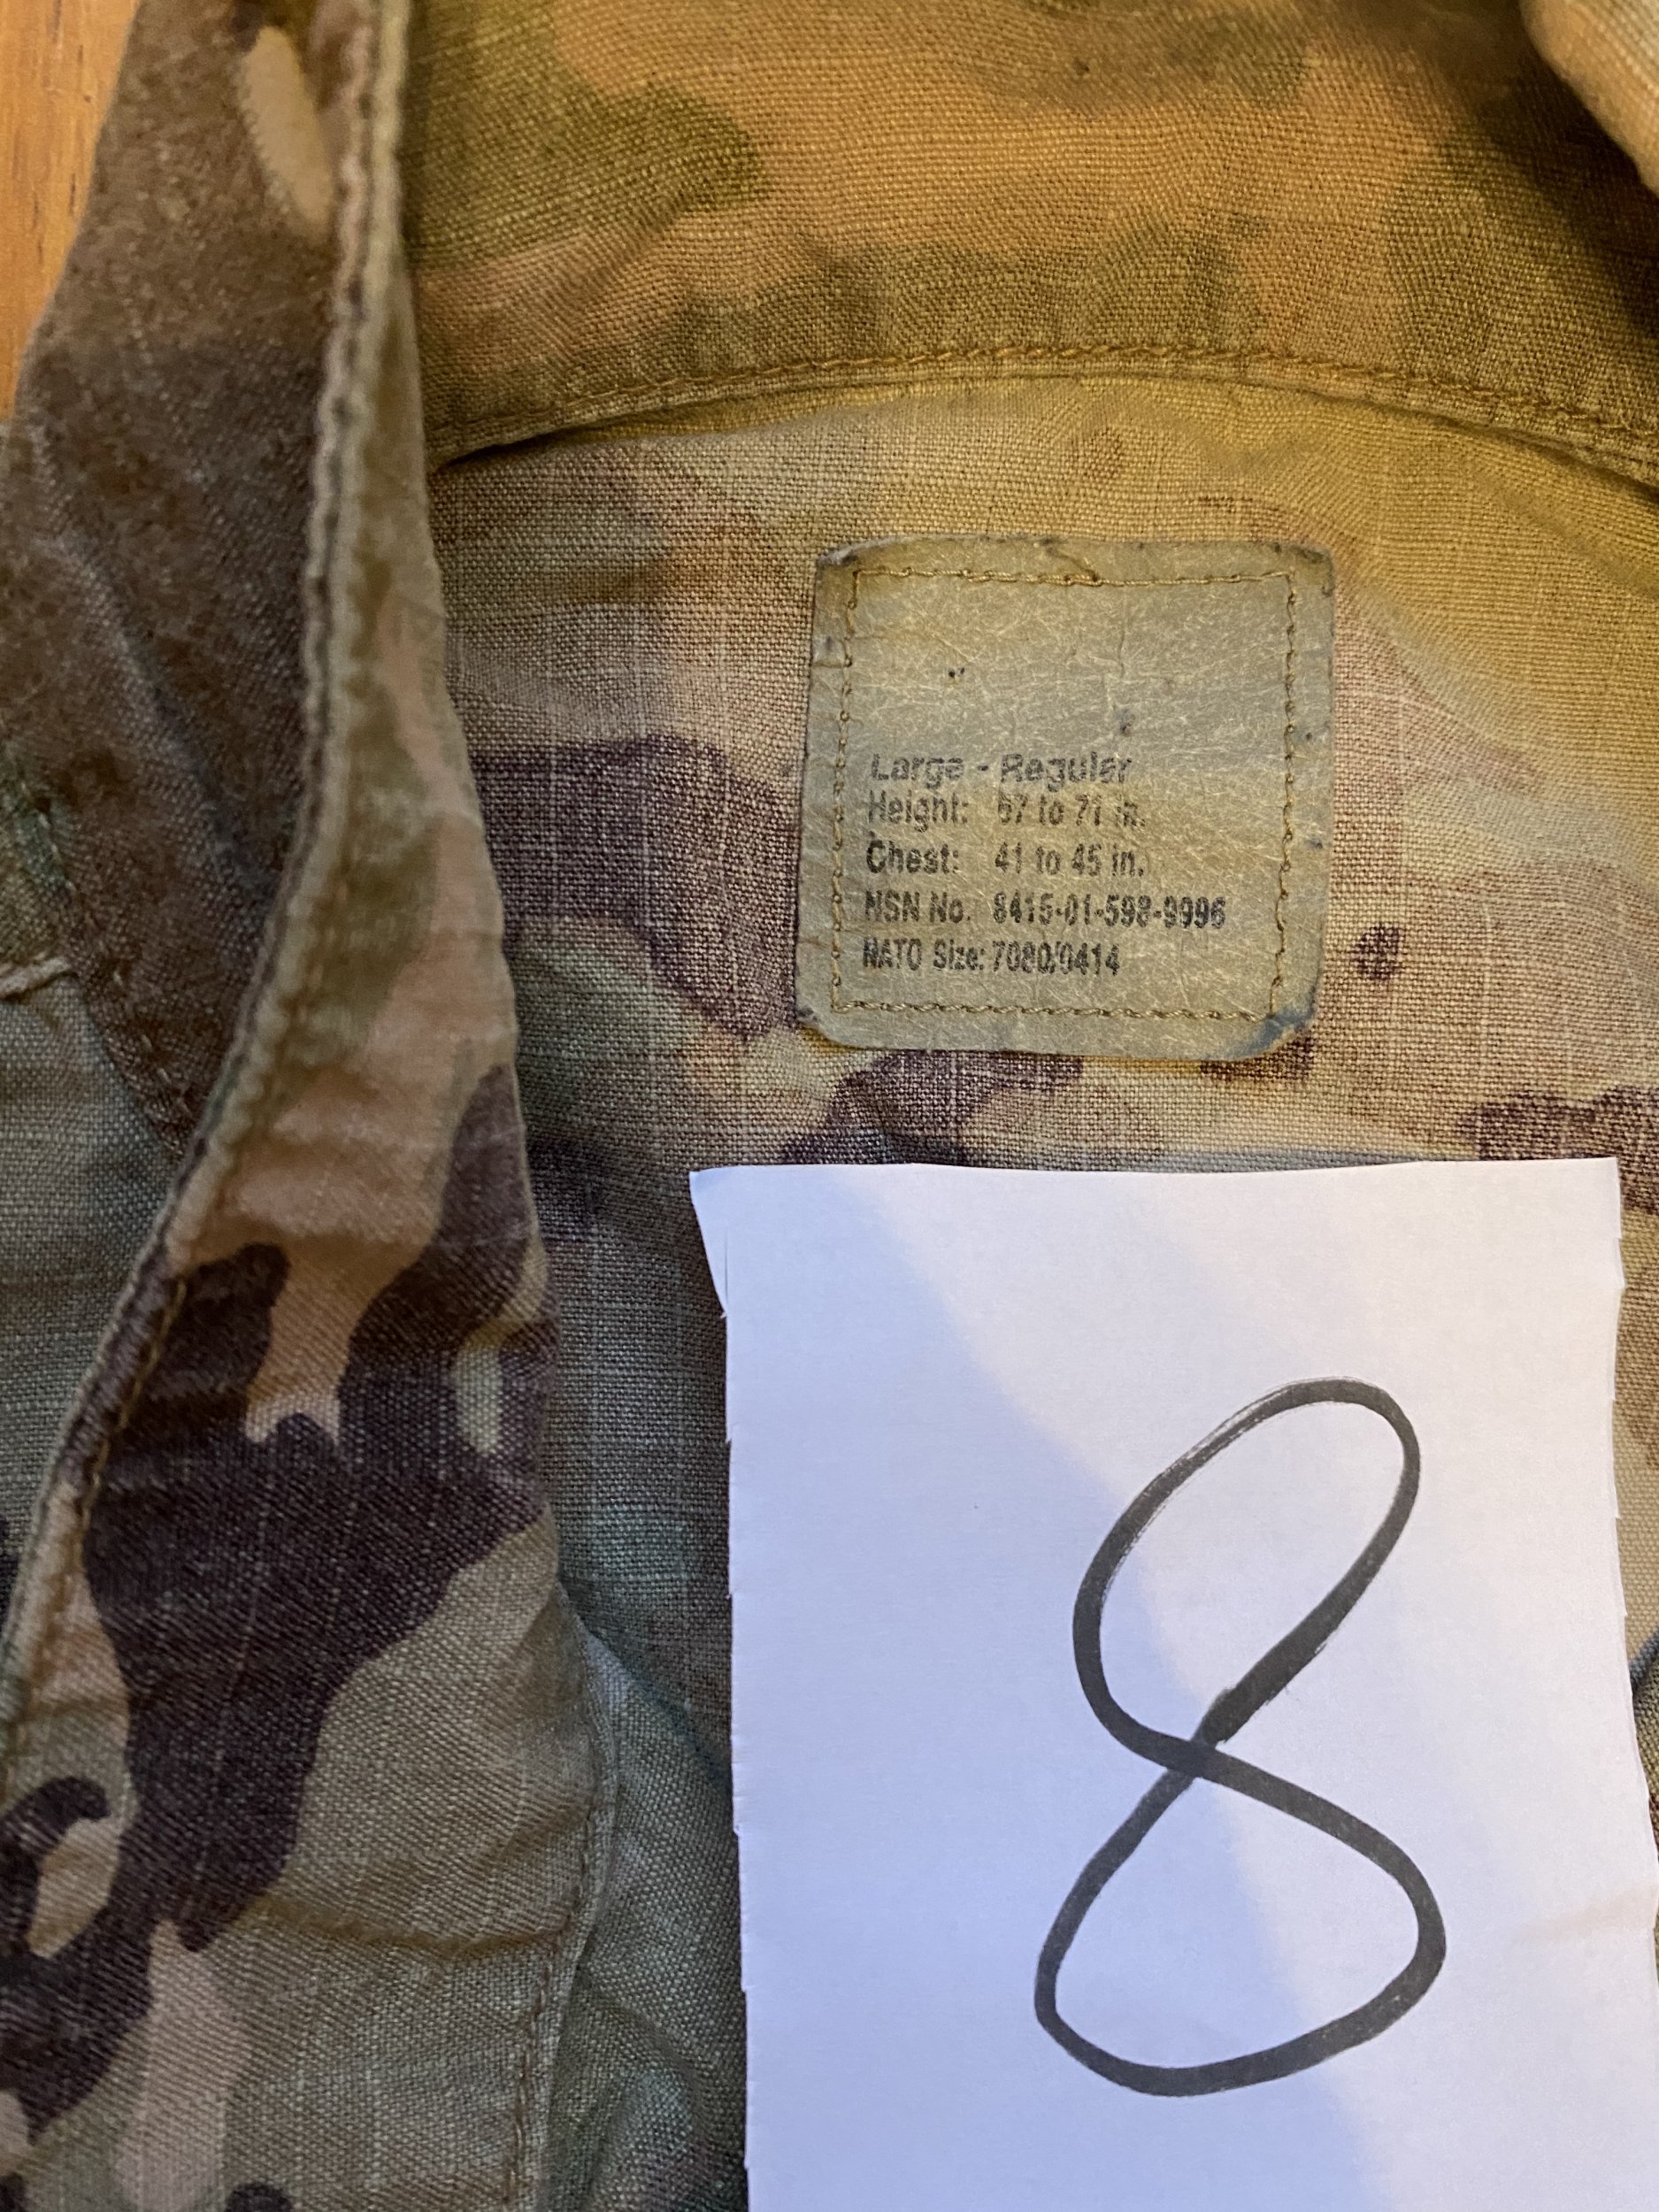 Large - Regular
Height: 67 to 71 in.
Chest: 41 to 45 in.
NSN No. 8415-01-598-9996
NATO Size: 7080/0414
8